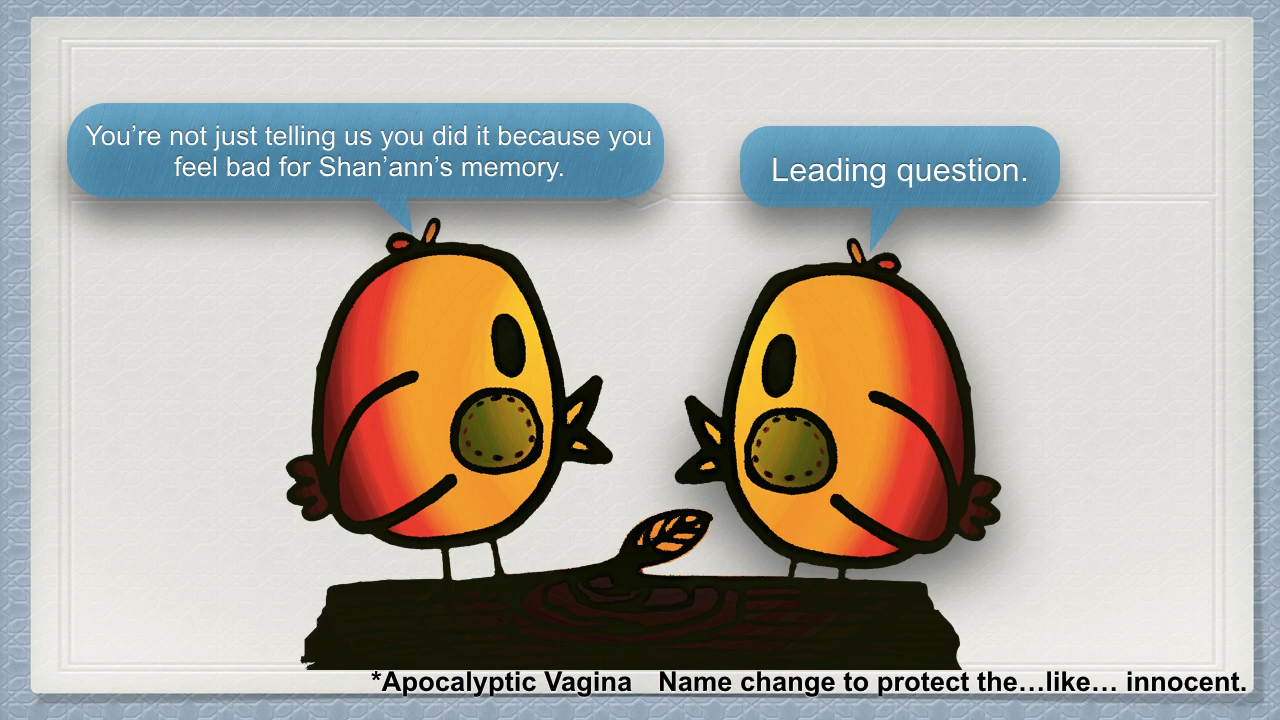 You’re not just telling us you did it because you
feel bad for Shan’ann’s memory.
Leading question.
*Apocalyptic Vagina Name change to protect the…like… innocent.